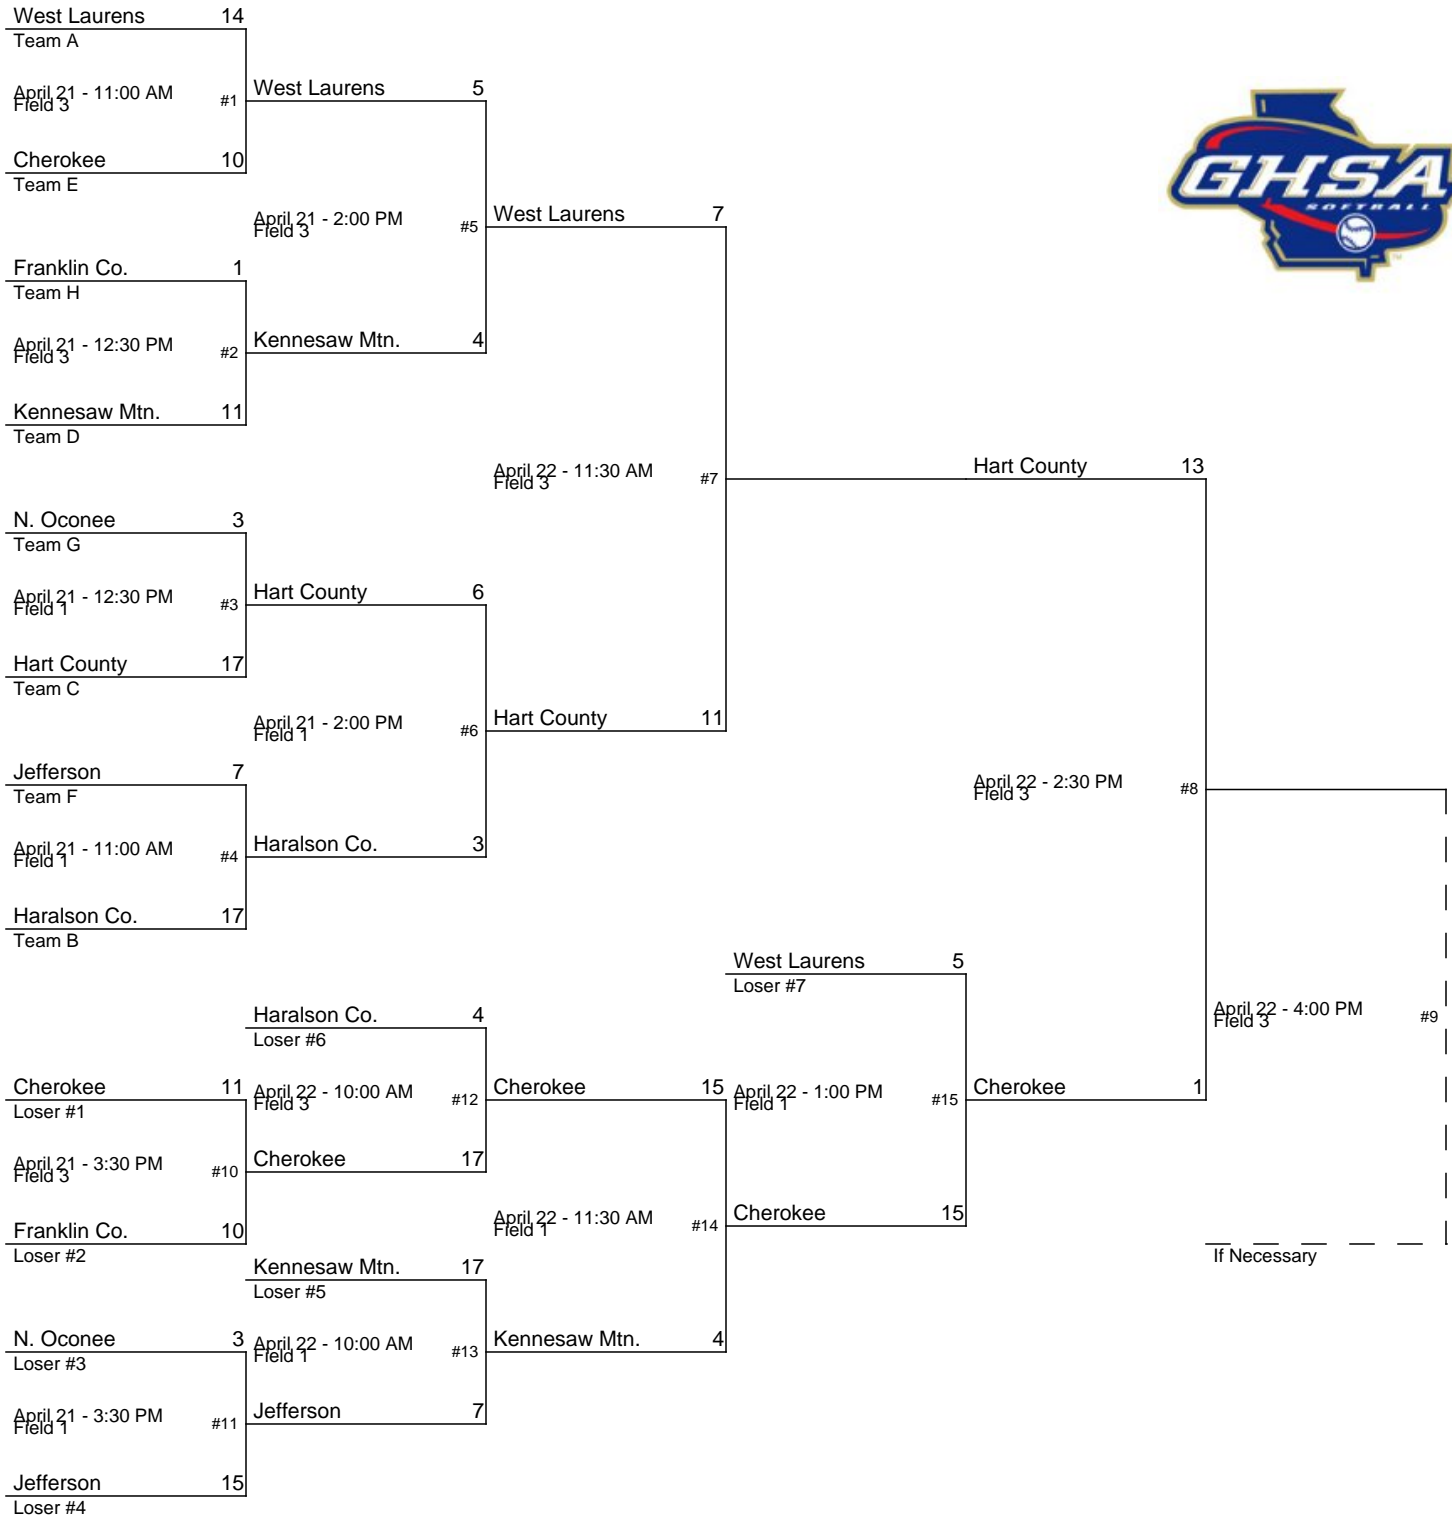 West Laurens 14
Team A
April 21 - 11:00 AM
Field 3
#1
Cherokee 10
Team E
West Laurens 5
April 21 - 2:00 PM
Field 3
#5
Franklin Co. 1
Team H
April 21 - 12:30 PM
Field 3
#2
Kennesaw Mtn. 11
Team D
Kennesaw Mtn. 4
West Laurens 7
GHSA
SOFTBALL
TM
April 22 - 11:30 AM
Field 3
#7
N. Oconee 3
Team G
April 21 - 12:30 PM
Field 1
#3
Hart County 17
Team C
Hart County 6
April 21 - 2:00 PM
Field 1
#6
Hart County 11
Jefferson 7
Team F
April 21 - 11:00 AM
Field 1
#4
Haralson Co. 17
Team B
Haralson Co. 3
Hart County 13
April 22 - 2:30 PM
Field 3
#8
West Laurens 5
Loser #7
April 22 - 1:00 PM
Field 1
#15
Cherokee 1
April 22 - 4:00 PM
Field 3
#9
If Necessary
Haralson Co. 4
Loser #6
April 22 - 10:00 AM
Field 3
#12
Cherokee 17
Cherokee 15
Cherokee 11
Loser #1
April 21 - 3:30 PM
Field 3
#10
Franklin Co. 10
Loser #2
April 22 - 11:30 AM
Field 1
#14
Cherokee 15
Kennesaw Mtn. 17
Loser #5
April 22 - 10:00 AM
Field 1
#13
Kennesaw Mtn. 4
Jefferson 7
N. Oconee 3
Loser #3
April 21 - 3:30 PM
Field 1
#11
Jefferson 15
Loser #4